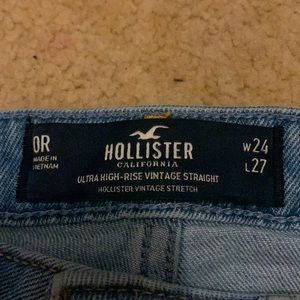 0R
MADE IN
VIETNAM
HOLLISTER
CALIFORNIA
ULTRA HIGH-RISE VINTAGE STRAIGHT
HOLLISTER VINTAGE STRETCH
W24
L27